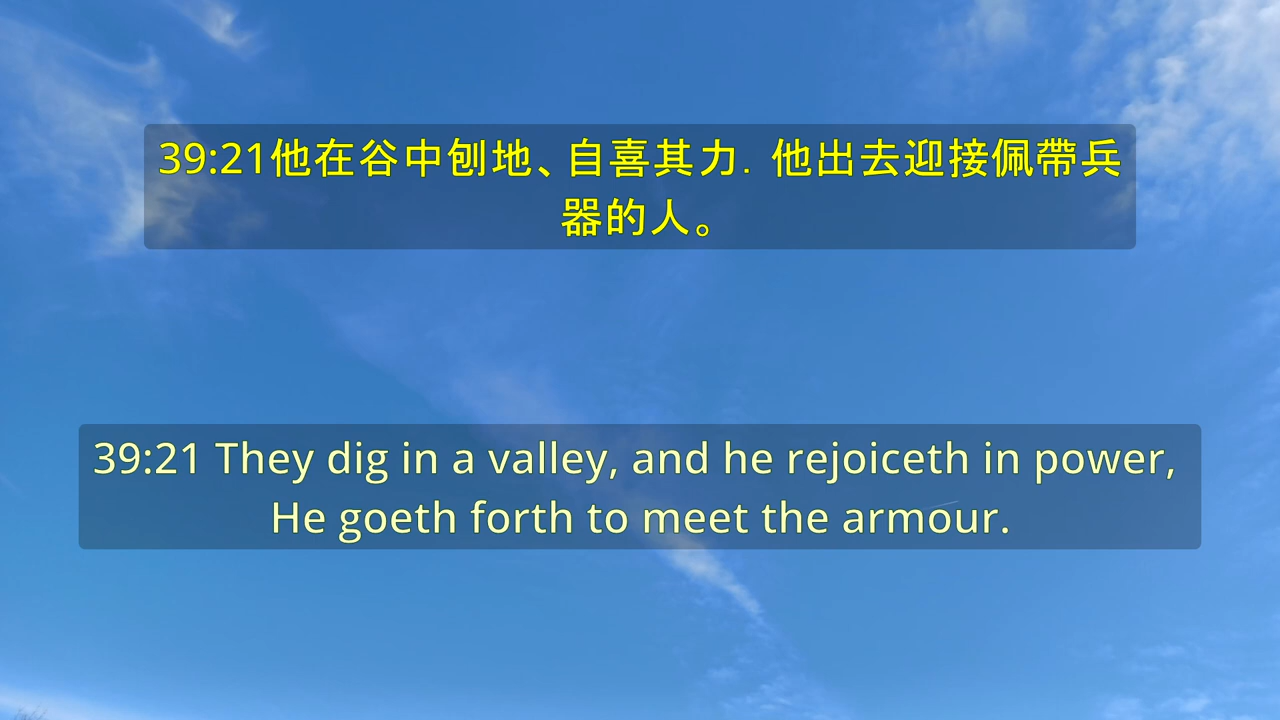 39:21他在谷中刨地、自喜其力．他出去迎接佩帶兵
器的人。
39:21 They dig in a valley, and he rejoiceth in power,
He goeth forth to meet the armour.